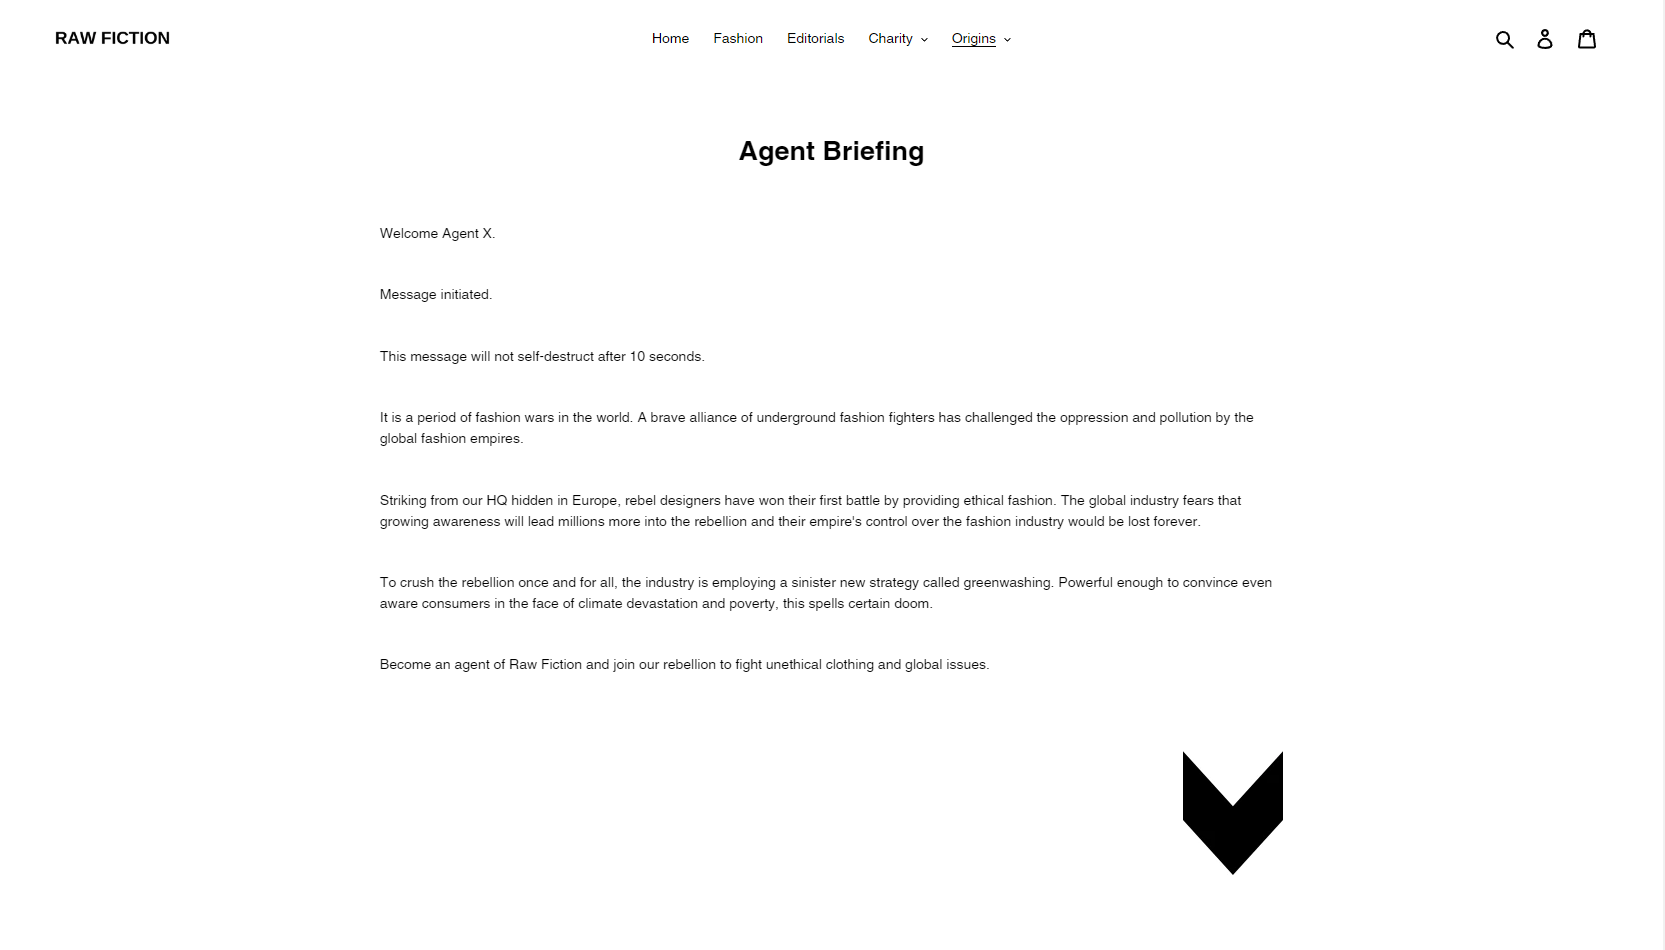 RAW FICTION
Home Fashion Editorials Charity Origins
Agent Briefing
Welcome Agent X.
Message initiated.
This message will not self-destruct after 10 seconds.
It is a period of fashion wars in the world. A brave alliance of underground fashion fighters has challenged the oppression and pollution by the
global fashion empires.
Striking from our HQ hidden in Europe, rebel designers have won their first battle by providing ethical fashion. The global industry fears that
growing awareness will lead millions more into the rebellion and their empire's control over the fashion industry would be lost forever.
To crush the rebellion once and for all, the industry is employing a sinister new strategy called greenwashing. Powerful enough to convince even
aware consumers in the face of climate devastation and poverty, this spells certain doom.
Become an agent of Raw Fiction and join our rebellion to fight unethical clothing and global issues.